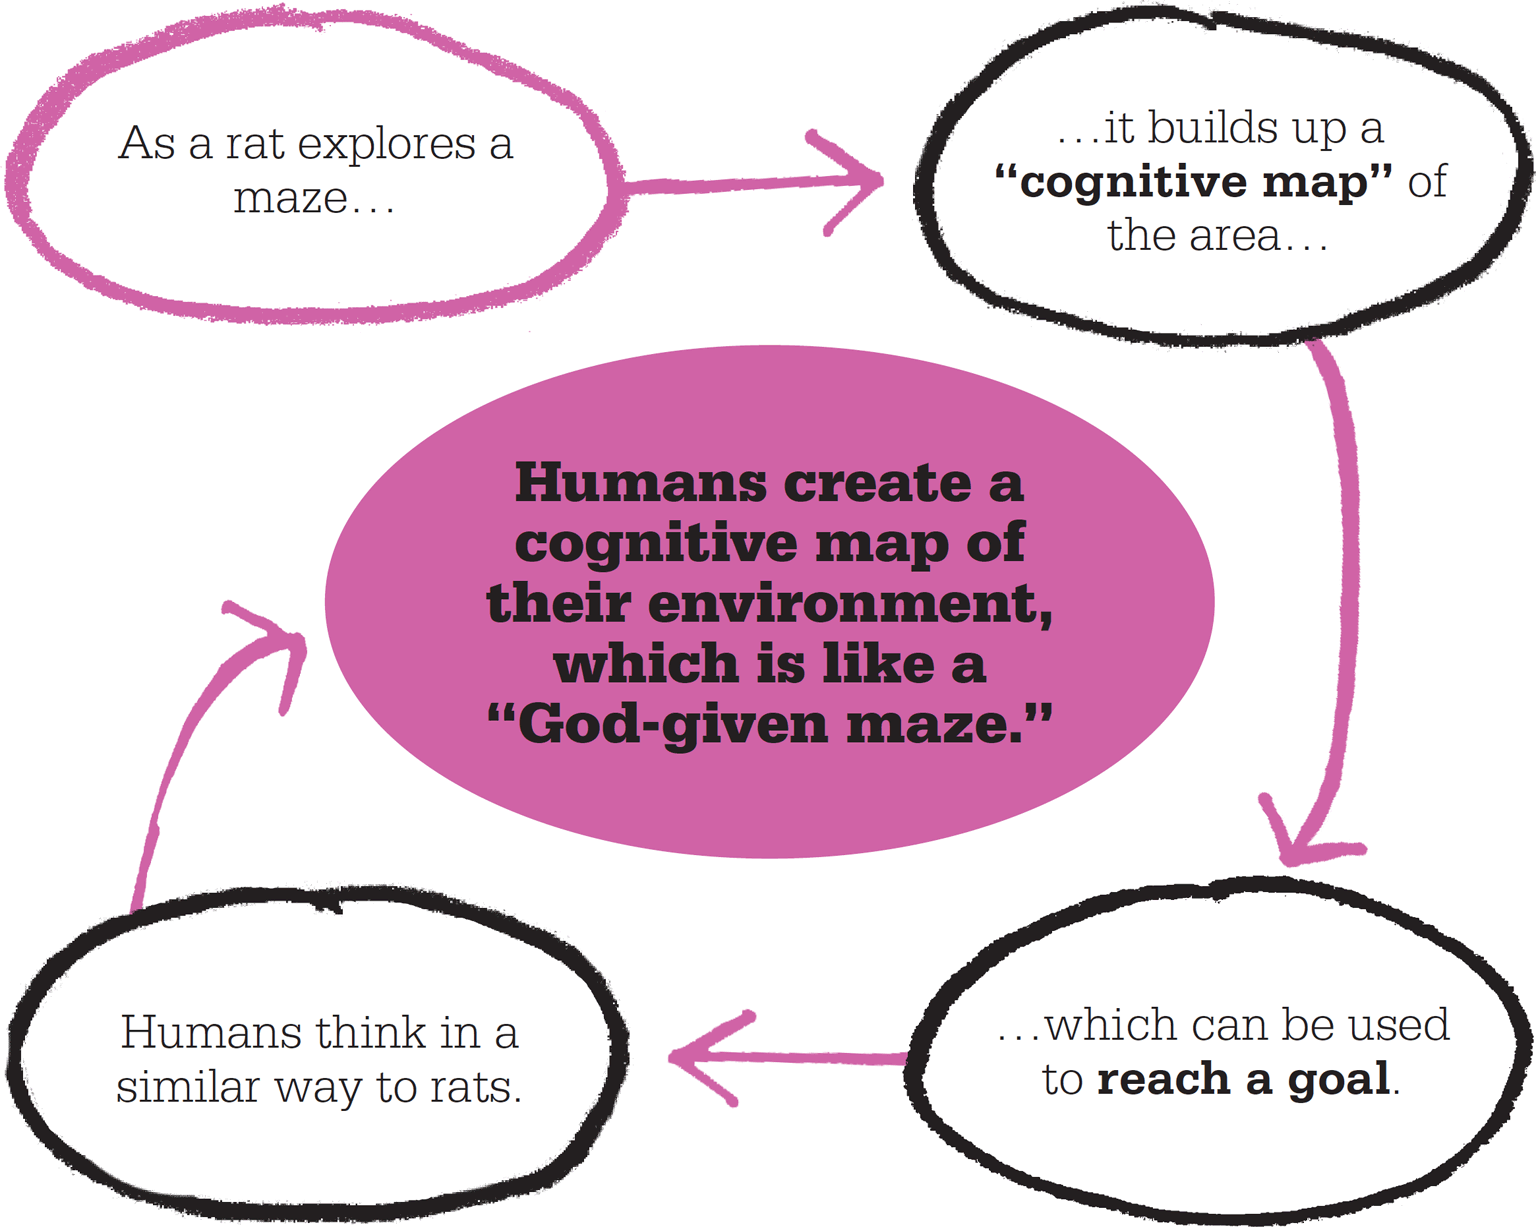 As a rat explores a
maze…
…it builds up a
“cognitive map” of
the area…
…which can be used
to reach a goal.
Humans think in a
similar way to rats.
Humans create a
cognitive map of
their environment,
which is like a
“God-given maze.”